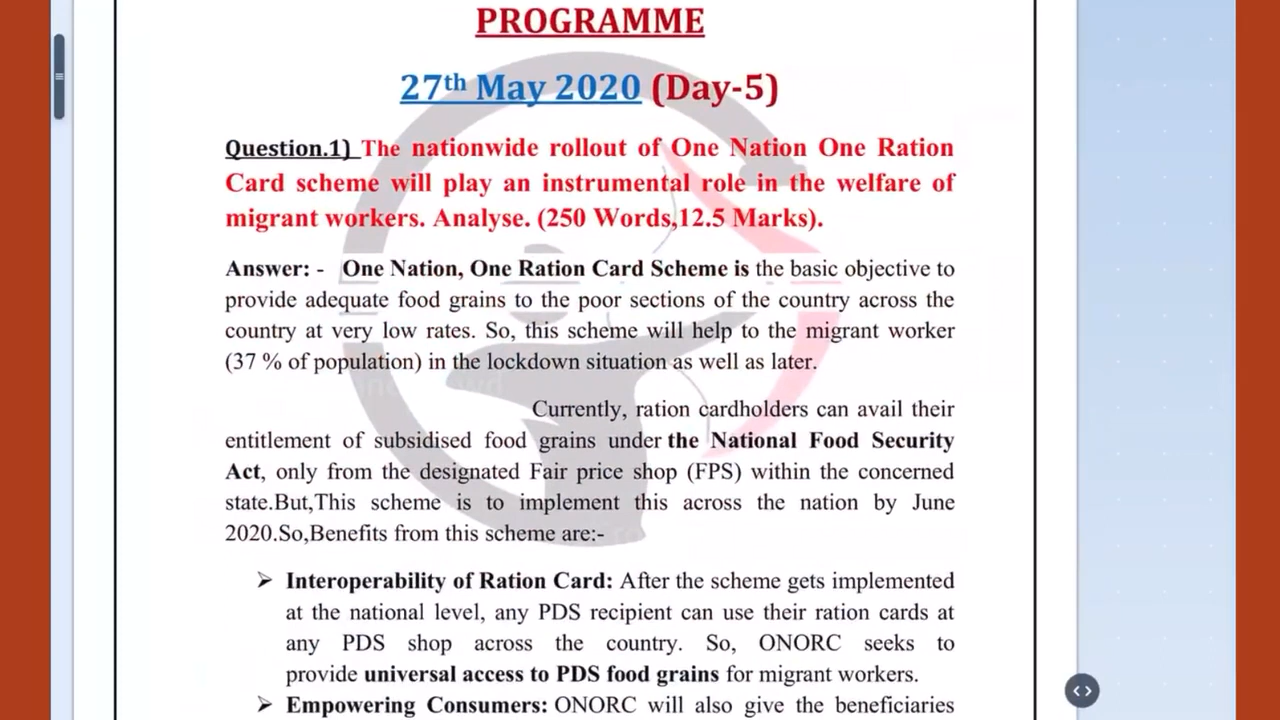 PROGRAMME
27th May 2020 (Day-5)
Question.1) The nationwide rollout of One Nation One Ration
Card scheme will play an instrumental role in the welfare of
migrant workers. Analyse. (250 Words,12.5 Marks).
Answer: - One Nation, One Ration Card Scheme is the basic objective to
provide adequate food grains to the poor sections of the country across the
country at very low rates. So, this scheme will help to the migrant worker
(37 % of population) in the lockdown situation as well as later.
Currently, ration cardholders can avail their
entitlement of subsidised food grains under the National Food Security
Act, only from the designated Fair price shop (FPS) within the concerned
state.But,This scheme is to implement this across the nation by June
2020.So,Benefits from this scheme are:-
➢ Interoperability of Ration Card: After the scheme gets implemented
at the national level, any PDS recipient can use their ration cards at
any PDS shop across the country. So, ONORC seeks to
provide universal access to PDS food grains for migrant workers.
➢ Empowering Consumers: ONORC will also give the beneficiaries